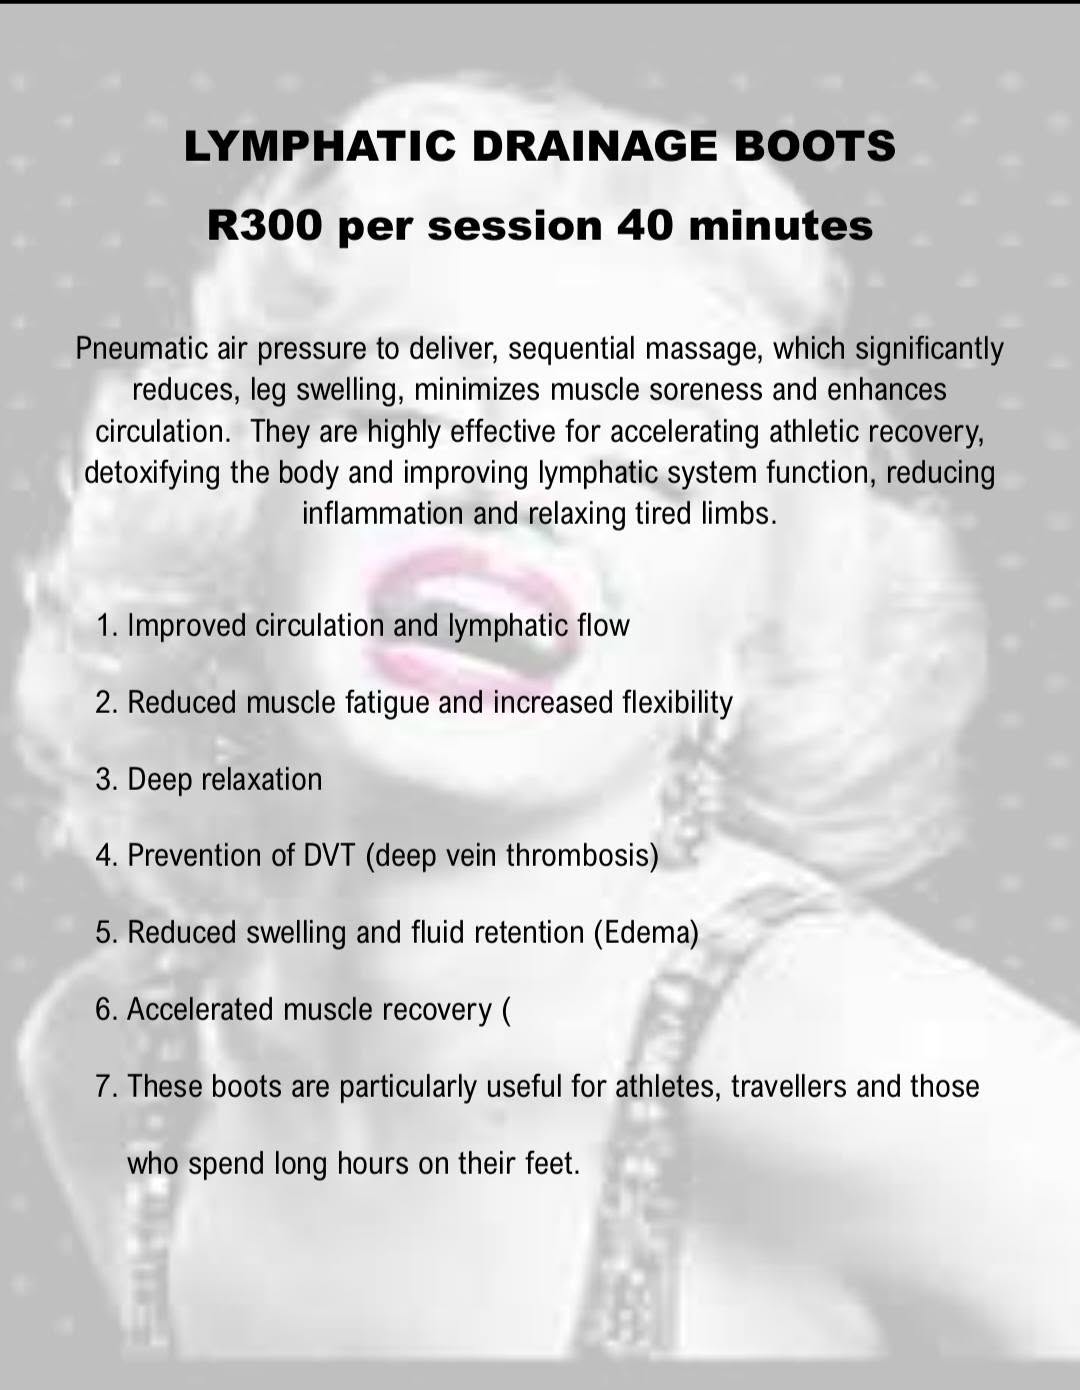 LYMPHATIC DRAINAGE BOOTS
R300 per session 40 minutes
Pneumatic air pressure to deliver, sequential massage, which significantly
reduces, leg swelling, minimizes muscle soreness and enhances
circulation.  They are highly effective for accelerating athletic recovery,
detoxifying the body and improving lymphatic system function, reducing
inflammation and relaxing tired limbs.
1. Improved circulation and lymphatic flow
2. Reduced muscle fatigue and increased flexibility
3. Deep relaxation
4. Prevention of DVT (deep vein thrombosis)
5. Reduced swelling and fluid retention (Edema)
6. Accelerated muscle recovery (
7. These boots are particularly useful for athletes, travellers and those
who spend long hours on their feet.